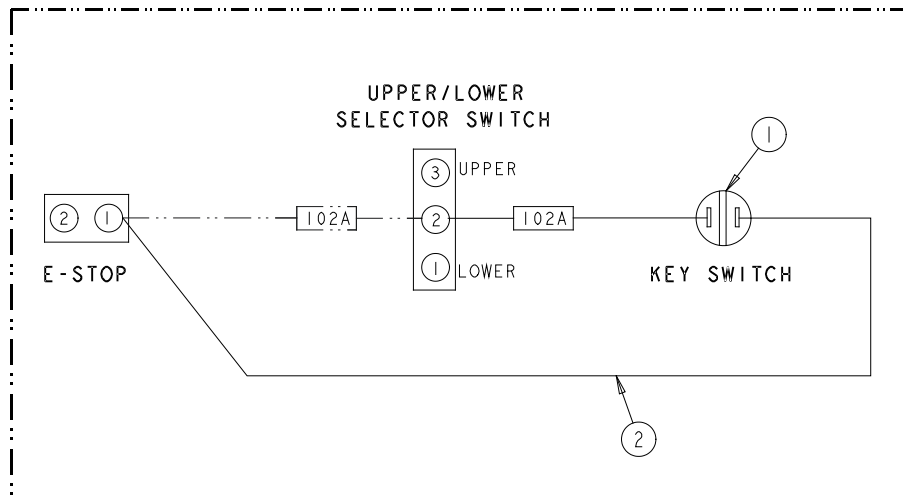 UPPER/LOWER
SELECTOR SWITCH
1
3 UPPER
2 1 102A 2 102A
1 LOWER
E-STOP
KEY SWITCH
2